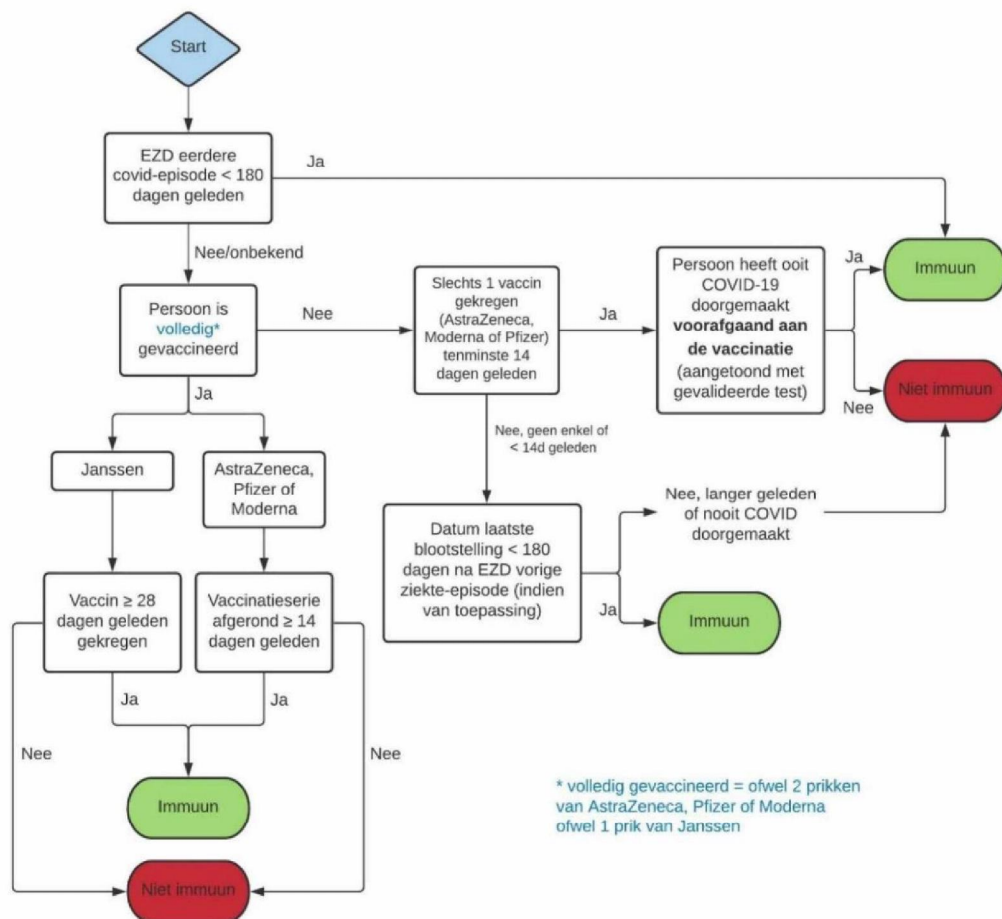 Start
EZD eerdere
covid-episode < 180
dagen geleden
Ja
Nee/onbekend
Persoon is
volledig*
gevaccineerd
Nee
Slechts 1 vaccin
gekregen
(AstraZeneca,
Moderna of Pfizer)
tenminste 14
dagen geleden
Ja
Persoon heeft ooit
COVID-19
doorgemaakt
voorafgaand aan
de vaccinatie
(aangetoond met
gevalideerde test)
Ja
Immuun
Nee
Niet immuun
Ja
Janssen
AstraZeneca,
Pfizer of
Moderna
Nee, geen enkel of
< 14d geleden
Datum laatste
blootstelling < 180
dagen na EZD vorige
ziekte-episode (indien
van toepassing)
Nee, langer geleden
of nooit COVID
doorgemaakt
Ja
Immuun
Vaccin ≥ 28
dagen geleden
gekregen
Vaccinatieserie
afgerond ≥ 14
dagen geleden
Ja
Ja
Nee
Nee
Immuun
Niet immuun
* volledig gevaccineerd = ofwel 2 prikken
van AstraZeneca, Pfizer of Moderna
ofwel 1 prik van Janssen